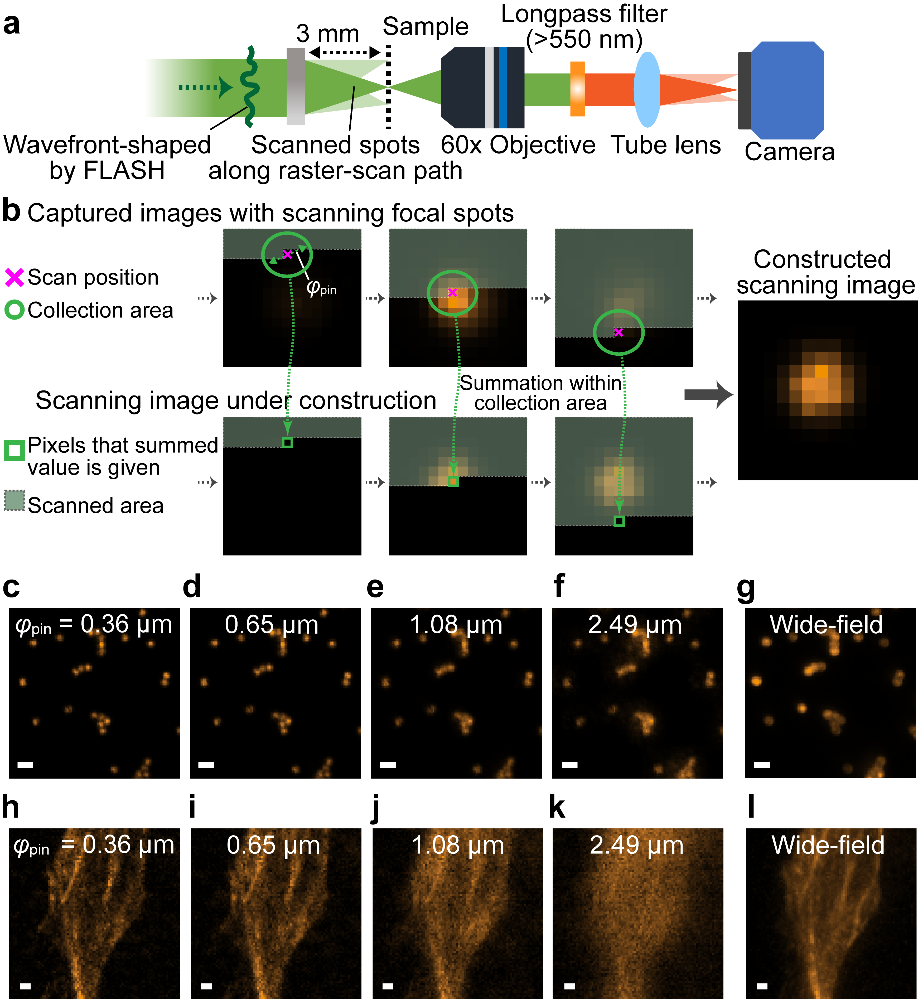 a
3 mm
Sample
Longpass filter
(>550 nm)
Wavefront-shaped
by FLASH
Scanned spots
along raster-scan path
60x Objective
Tube lens
Camera
b Captured images with scanning focal spots
Scan position
Collection area
φpin
Constructed
scanning image
Summation within
collection area
Scanning image under construction
Pixels that summed
value is given
Scanned area
c
d
e
f
g
φpin = 0.36 µm
0.65 µm
1.08 µm
2.49 µm
Wide-field
h
i
j
k
l
φpin = 0.36 µm
0.65 µm
1.08 µm
2.49 µm
Wide-field